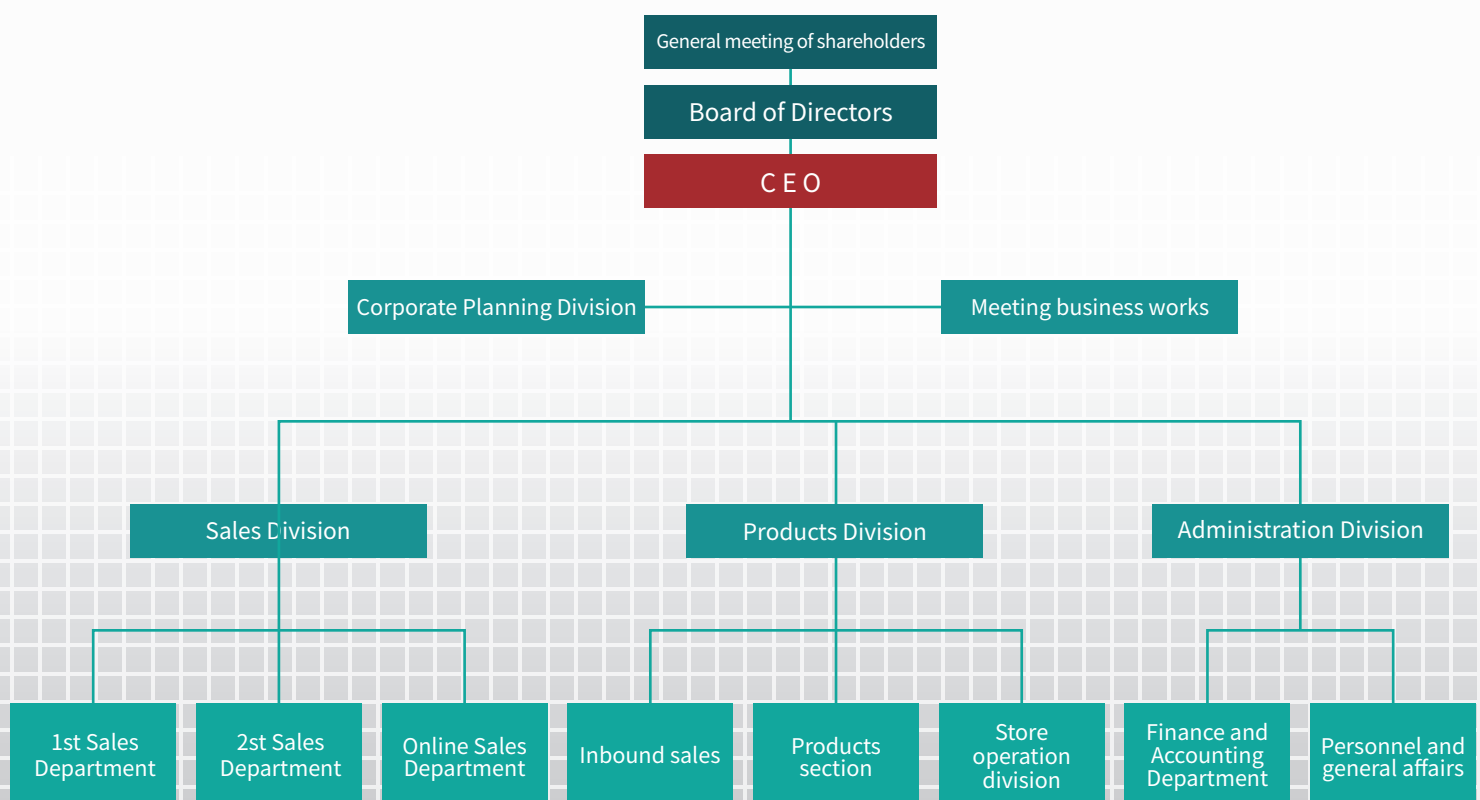 General meeting of shareholders
Board of Directors
C E O
Corporate Planning Division
Meeting business works
Sales Division
Products Division
Administration Division
1st Sales
Department
2st Sales
Department
Online Sales
Department
Inbound sales
Products
section
Store
operation
division
Finance and
Accounting
Department
Personnel and
general affairs